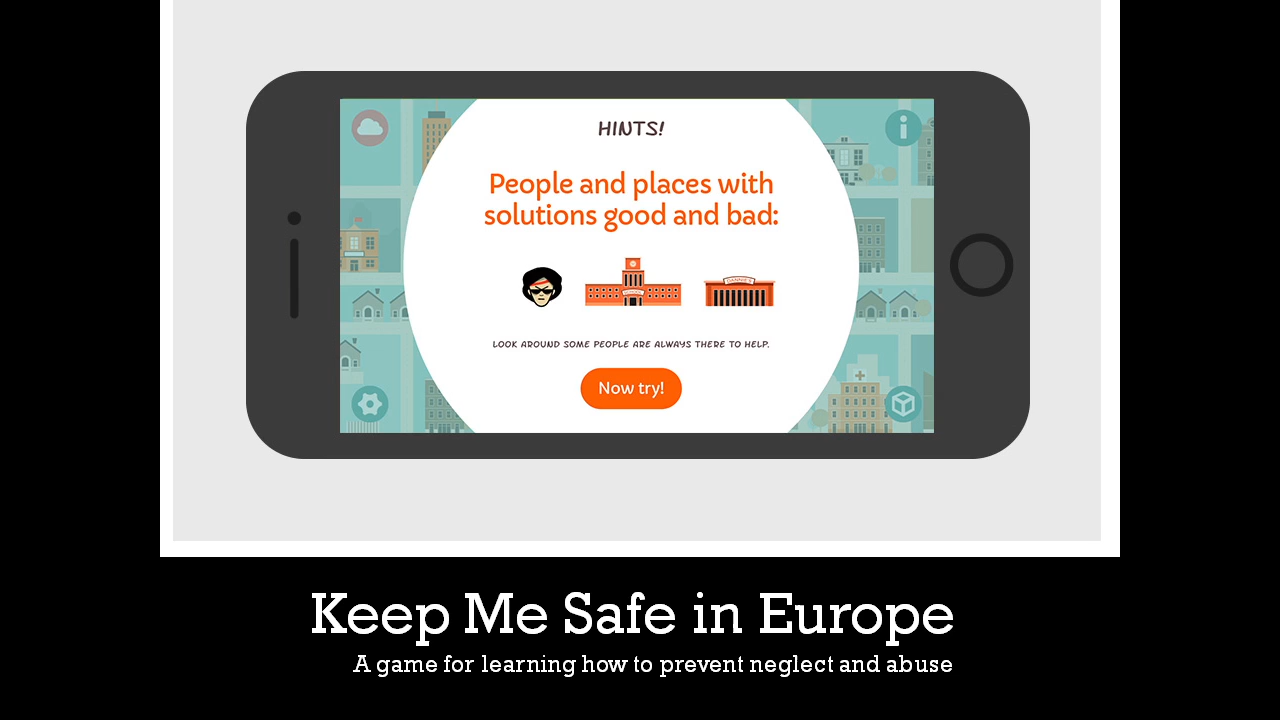 HINTS!
People and places with
solutions good and bad:
LOOK AROUND SOME PEOPLE ARE ALWAYS THERE TO HELP.
Now try!
Keep Me Safe in Europe
A game for learning how to prevent neglect and abuse